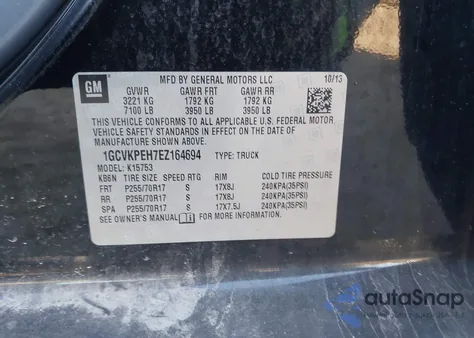 GM
MFD BY GENERAL MOTORS LLC 10/13
GVWR GAWR FRT GAWR RR
3221 KG 1792 KG 1792 KG
7100 LB 3950 LB 3950 LB
THIS VEHICLE CONFORMS TO ALL APPLICABLE U.S. FEDERAL MOTOR
VEHICLE SAFETY STANDARDS IN EFFECT ON THE DATE OF
MANUFACTURE SHOWN ABOVE.
1GCVKPEH7EZ164694 TYPE: TRUCK
MODEL: K15753
KB6N TIRE SIZE SPEED RTG RIM COLD TIRE PRESSURE
FRT P255/70R17 S 17X8J 240KPA(35PSI)
RR P255/70R17 S 17X8J 240KPA(35PSI)
SPA P255/70R17 S 17X7.5J 240KPA(35PSI)
SEE OWNER'S MANUAL FOR MORE INFORMATION.
autoSnap